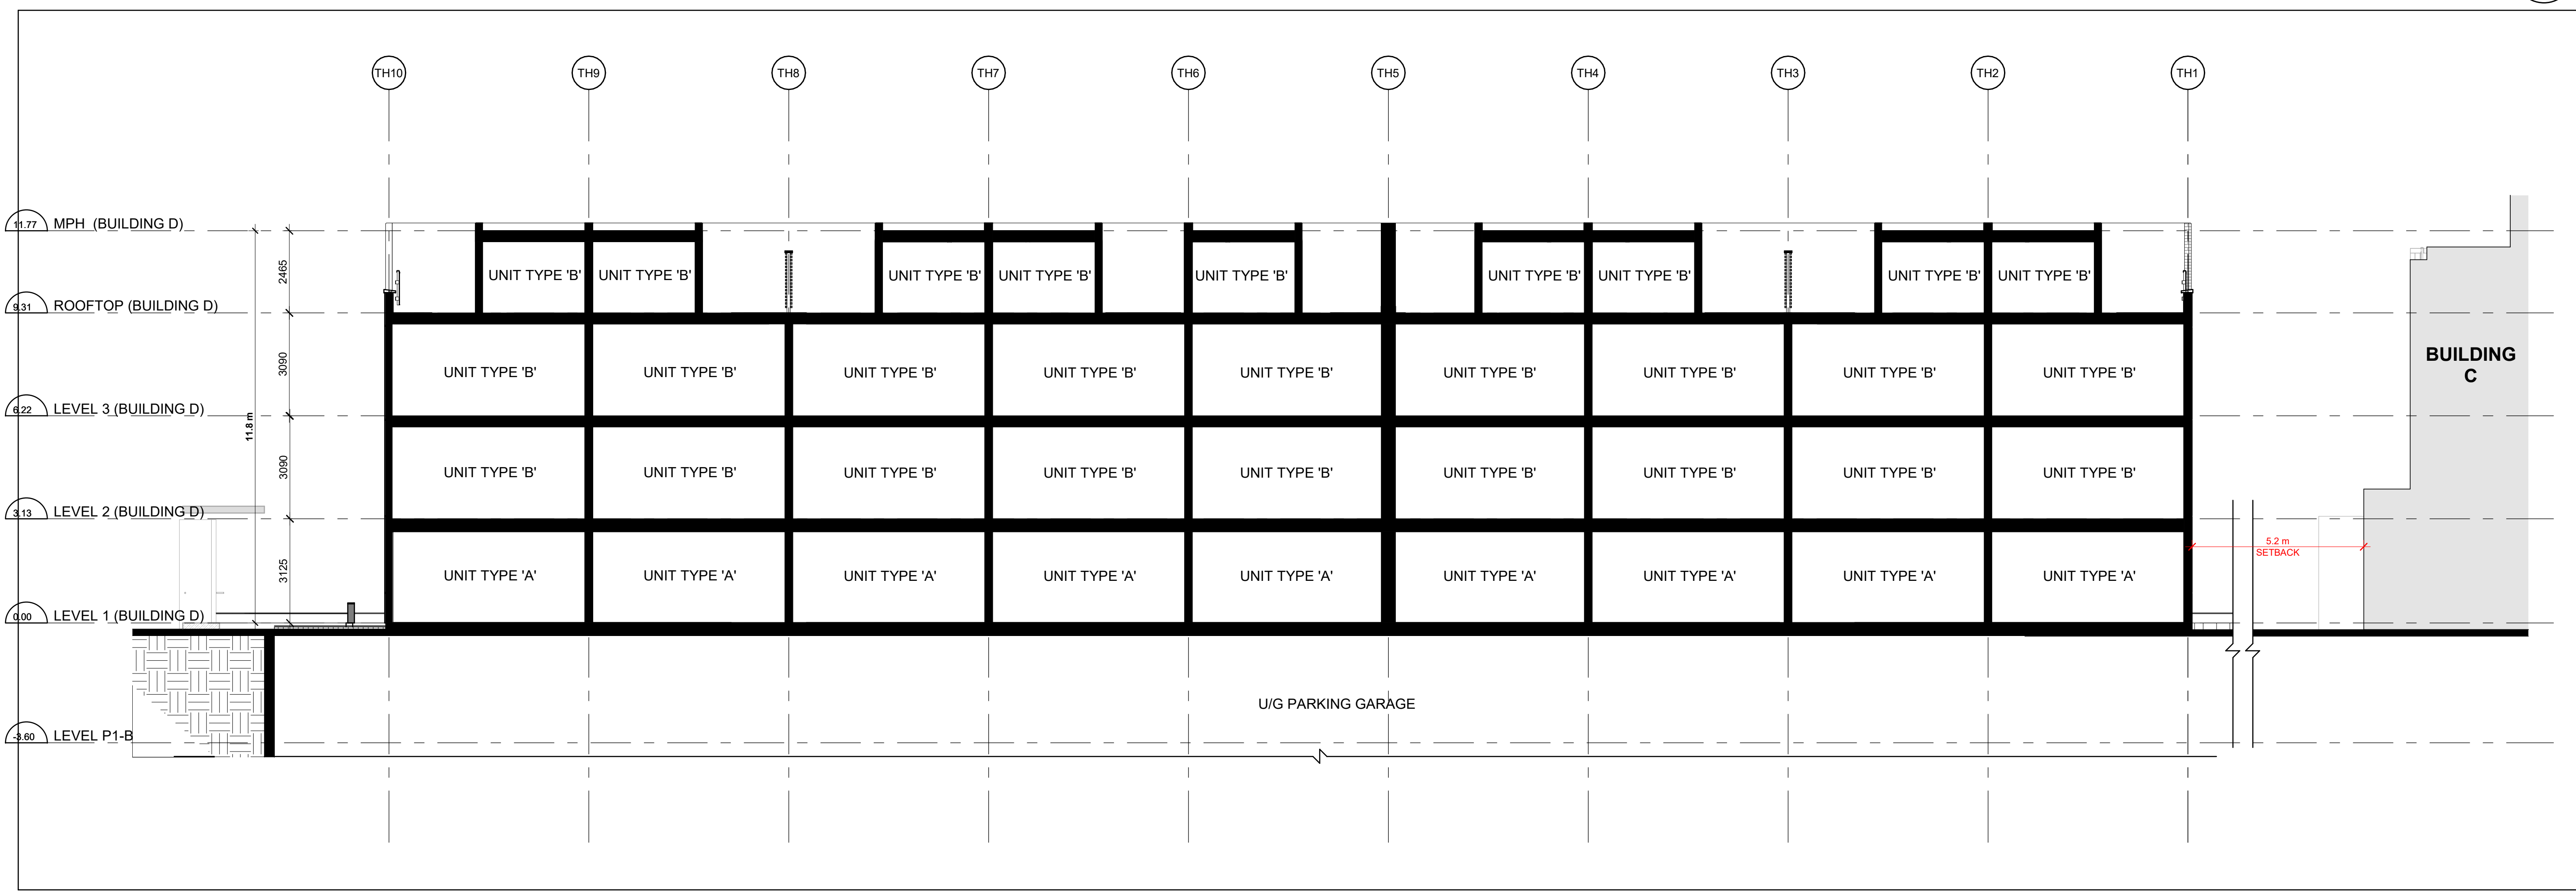 TH10 TH9 TH8 TH7 TH6 TH5 TH4 TH3 TH2 TH1
11.77 MPH (BUILDING D)
2465
UNIT TYPE 'B' UNIT TYPE 'B' UNIT TYPE 'B' UNIT TYPE 'B' UNIT TYPE 'B' UNIT TYPE 'B' UNIT TYPE 'B' UNIT TYPE 'B' UNIT TYPE 'B'
9.31 ROOFTOP (BUILDING D)
BUILDING
C
3090
UNIT TYPE 'B' UNIT TYPE 'B' UNIT TYPE 'B' UNIT TYPE 'B' UNIT TYPE 'B' UNIT TYPE 'B' UNIT TYPE 'B' UNIT TYPE 'B' UNIT TYPE 'B'
6.22 LEVEL 3 (BUILDING D)
11.8 m
3090
UNIT TYPE 'B' UNIT TYPE 'B' UNIT TYPE 'B' UNIT TYPE 'B' UNIT TYPE 'B' UNIT TYPE 'B' UNIT TYPE 'B' UNIT TYPE 'B' UNIT TYPE 'B'
3.13 LEVEL 2 (BUILDING D)
5.2 m
SETBACK
3125
UNIT TYPE 'A' UNIT TYPE 'A' UNIT TYPE 'A' UNIT TYPE 'A' UNIT TYPE 'A' UNIT TYPE 'A' UNIT TYPE 'A' UNIT TYPE 'A' UNIT TYPE 'A'
0.00 LEVEL 1 (BUILDING D)
U/G PARKING GARAGE
-3.60 LEVEL P1-B